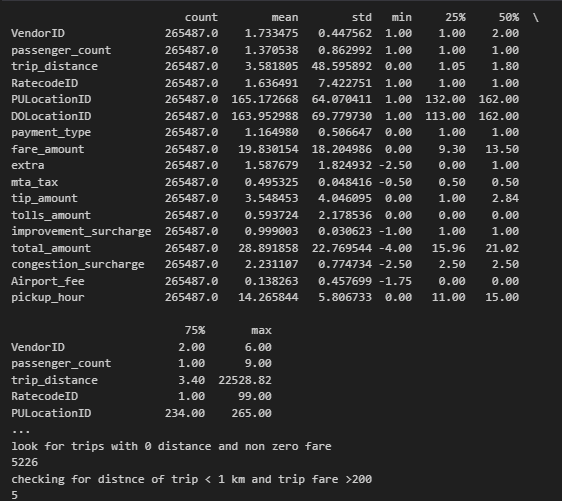 count mean std min 25% 50% \
VendorID 265487.0 1.733475 0.447562 1.00 1.00 2.00
passenger_count 265487.0 1.370538 0.862992 1.00 1.00 1.00
trip_distance 265487.0 3.581805 48.595892 0.00 1.05 1.80
RatecodeID 265487.0 1.636491 7.422751 1.00 1.00 1.00
PULocationID 265487.0 165.172668 64.070411 1.00 132.00 162.00
DOLocationID 265487.0 163.952988 69.779730 1.00 113.00 162.00
payment_type 265487.0 1.164980 0.506647 0.00 1.00 1.00
fare_amount 265487.0 19.830154 18.204986 0.00 9.30 13.50
extra 265487.0 1.587679 1.824932 -2.50 0.00 1.00
mta_tax 265487.0 0.495325 0.048416 -0.50 0.50 0.50
tip_amount 265487.0 3.548453 4.046095 0.00 1.00 2.84
tolls_amount 265487.0 0.593724 2.178536 0.00 0.00 0.00
improvement_surcharge 265487.0 0.999003 0.030623 -1.00 1.00 1.00
total_amount 265487.0 28.891858 22.769544 -4.00 15.96 21.02
congestion_surcharge 265487.0 2.231107 0.774734 -2.50 2.50 2.50
Airport_fee 265487.0 0.138263 0.457699 -1.75 0.00 0.00
pickup_hour 265487.0 14.265844 5.806733 0.00 11.00 15.00
75% max
VendorID 2.00 6.00
passenger_count 1.00 9.00
trip_distance 3.40 22528.82
RatecodeID 1.00 99.00
PULocationID 234.00 265.00
...
look for trips with 0 distance and non zero fare
5226
checking for distnce of trip < 1 km and trip fare >200
5